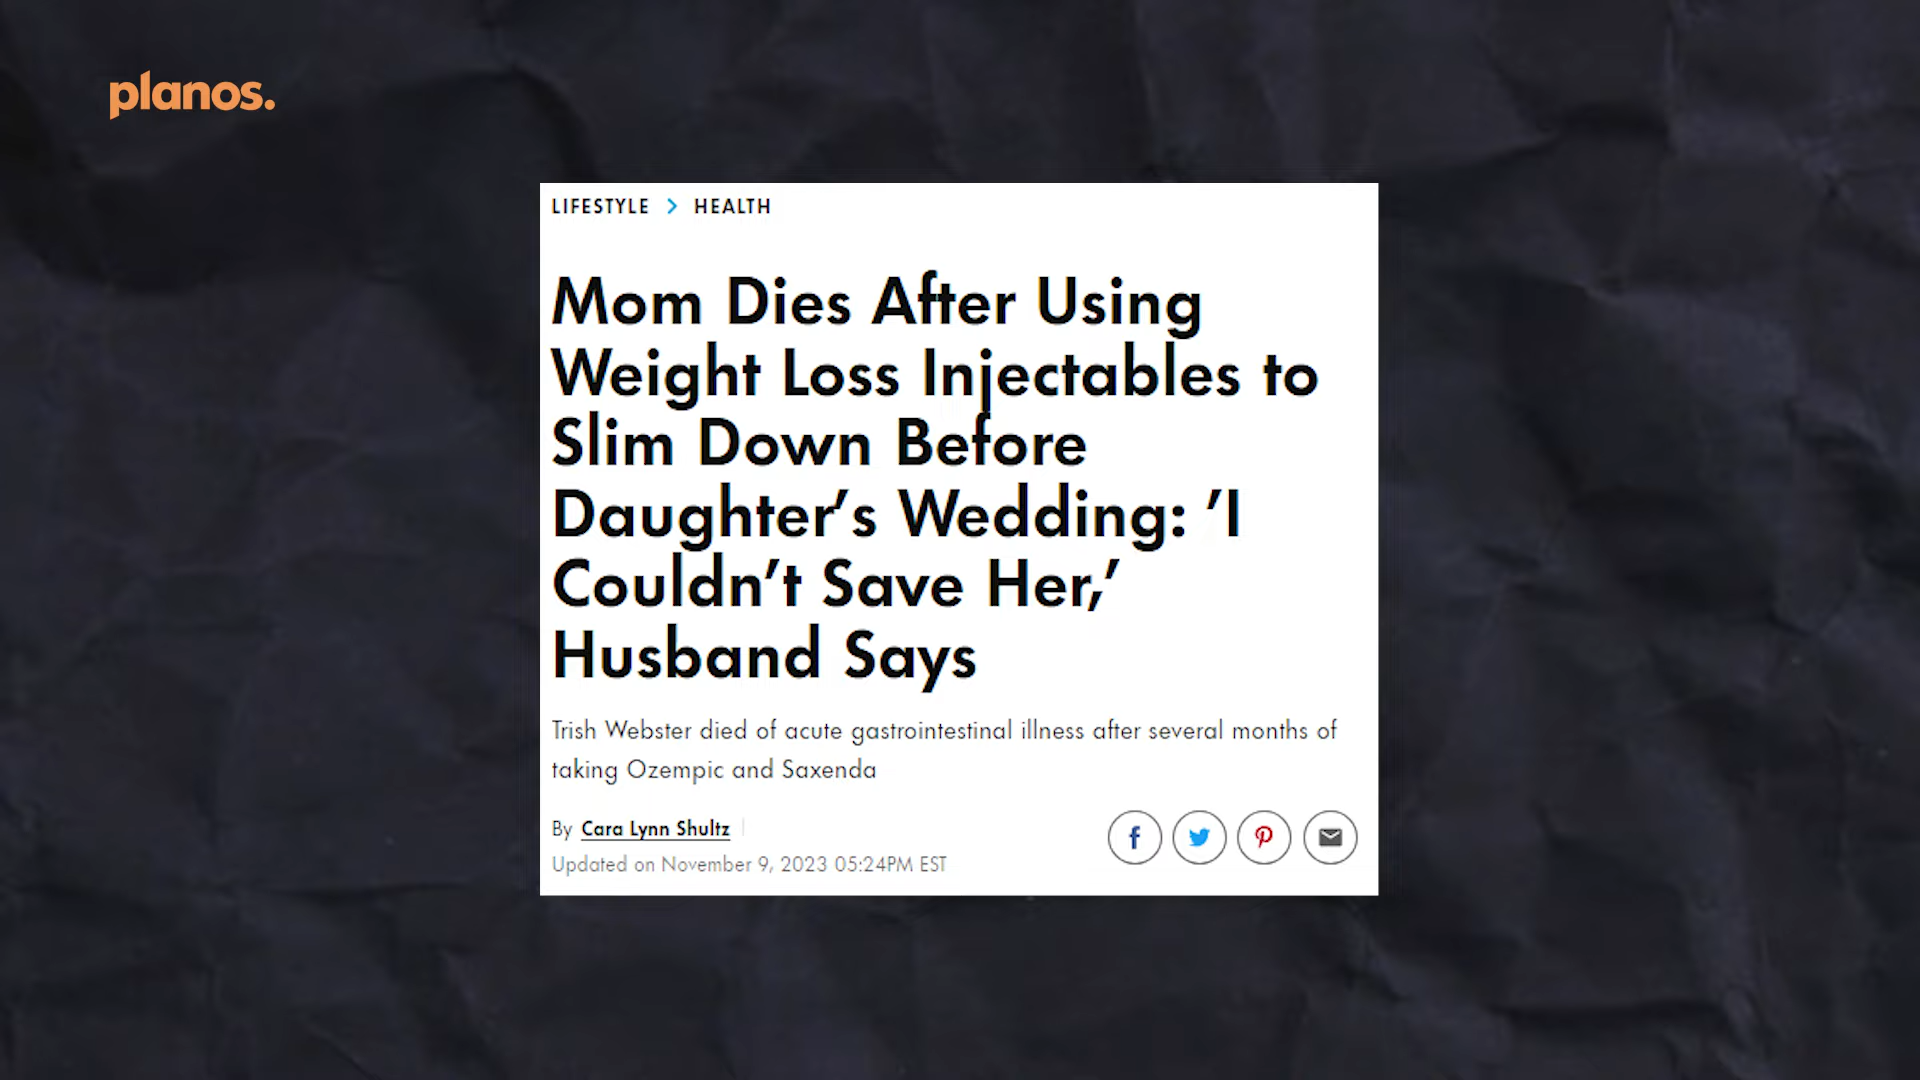 planos.
LIFESTYLE > HEALTH
Mom Dies After Using
Weight Loss Injectables to
Slim Down Before
Daughter’s Wedding: ’I
Couldn’t Save Her,’
Husband Says
Trish Webster died of acute gastrointestinal illness after several months of
taking Ozempic and Saxenda
By Cara Lynn Shultz
Updated on November 9, 2023 05:24PM EST